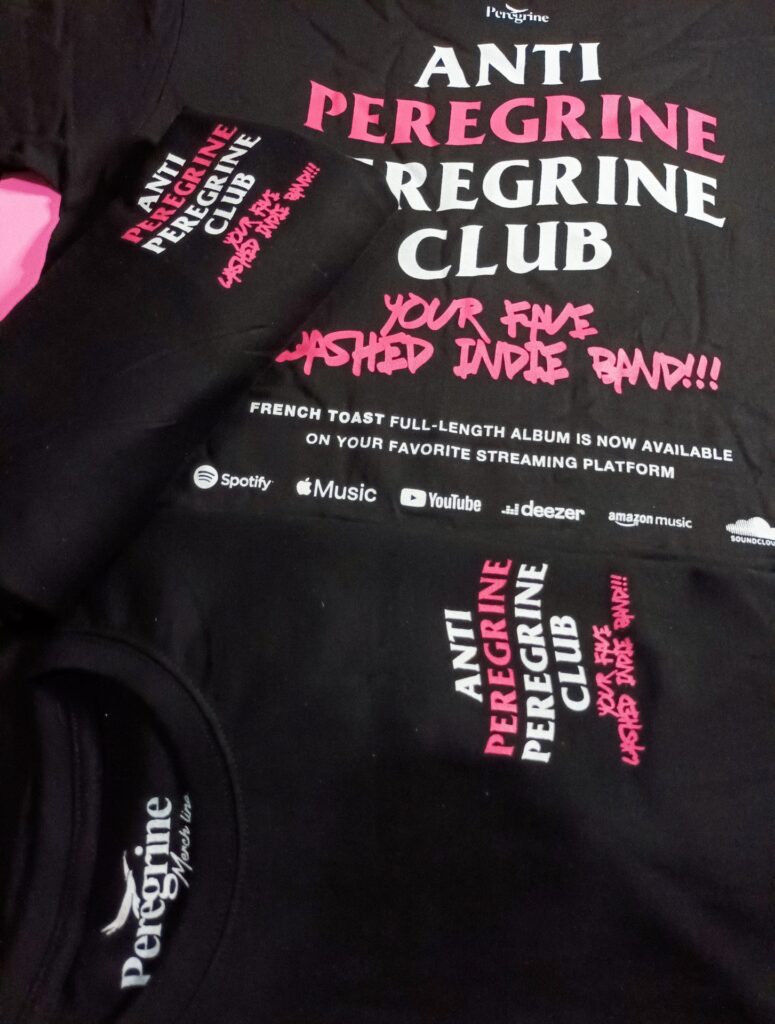 Peregrine
ANTI
PEREGRINE
PEREGRINE
CLUB
YOUR FAVE
WASHED INDIE BAND!!!
FRENCH TOAST FULL-LENGTH ALBUM IS NOW AVAILABLE
ON YOUR FAVORITE STREAMING PLATFORM
Spotify
Music
YouTube
deezer
amazon music
SOUNDCLOU
ANTI
PEREGRINE
PEREGRINE
CLUB
YOUR FAVE
WASHED INDIE BAND!!!
ANTI
PEREGRINE
PEREGRINE
CLUB
YOUR FAVE
WASHED INDIE BAND!!!
Peregrine
Merch line